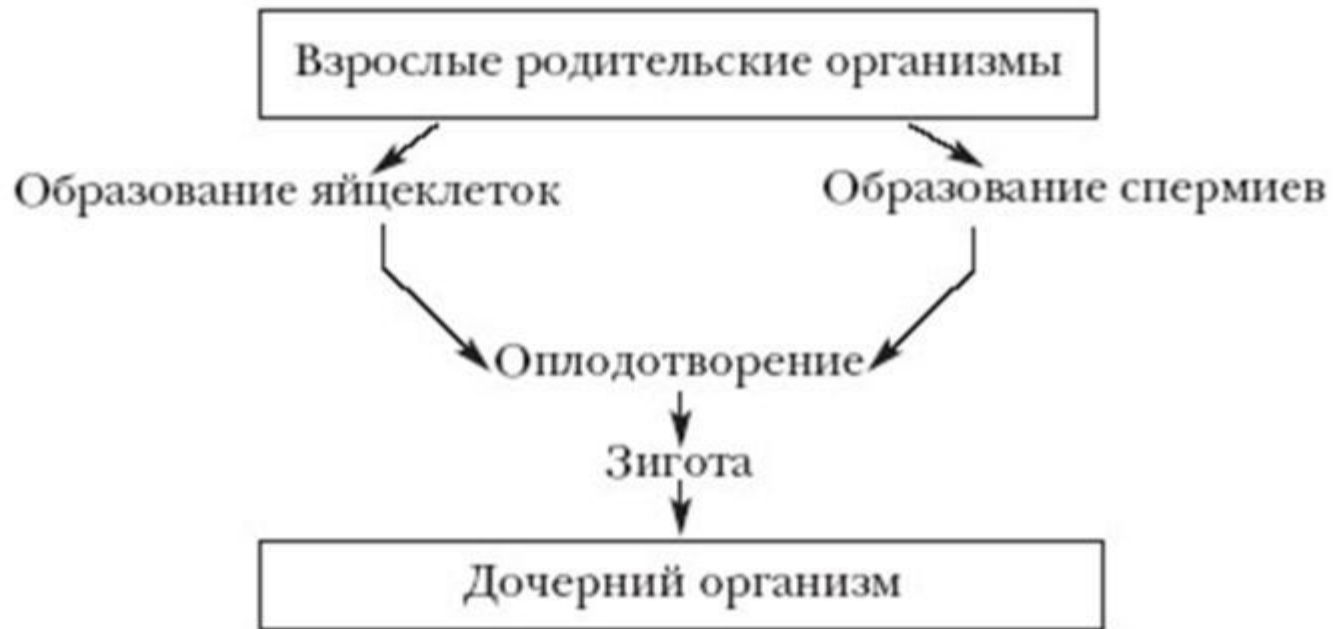 Взрослые родительские организмы
Образование яйцеклеток
Образование спермиев
Оплодотворение
Зигота
Дочерний организм